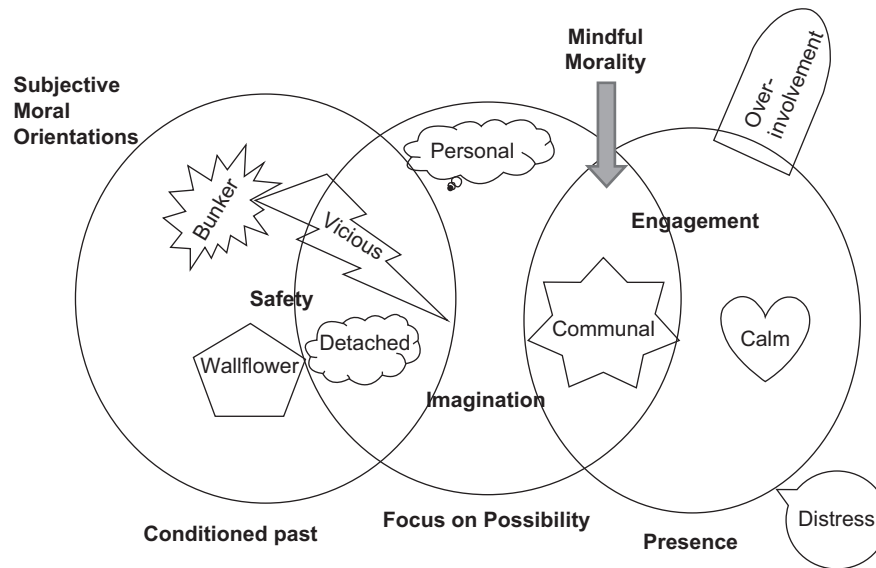 Mindful
Morality
Subjective
Moral
Orientations
Over-
involvement
Personal
Bunker
Vicious
Engagement
Safety
Communal
Calm
Detached
Wallflower
Imagination
Conditioned past
Focus on Possibility
Presence
Distress